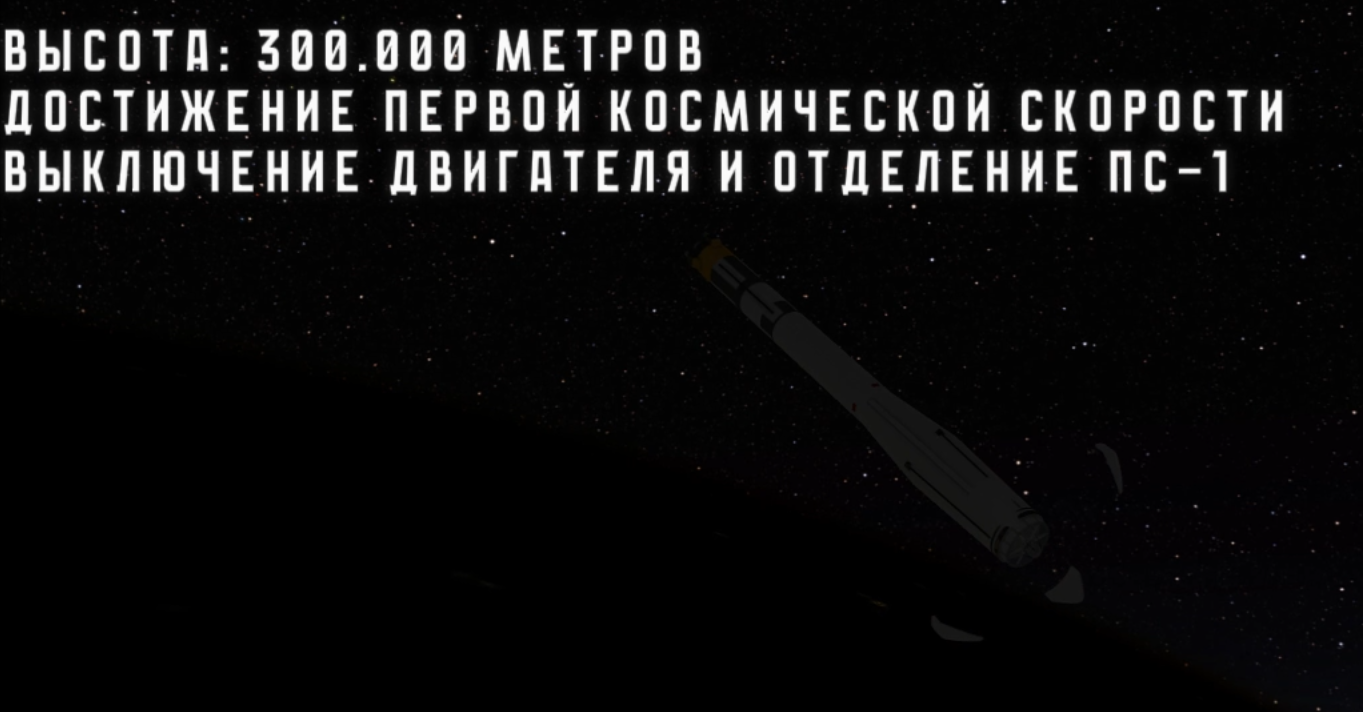 ВЫСОТА: 300.000 МЕТРОВ
ДОСТИЖЕНИЕ ПЕРВОЙ КОСМИЧЕСКОЙ СКОРОСТИ
ВЫКЛЮЧЕНИЕ ДВИГАТЕЛЯ И ОТДЕЛЕНИЕ ПС-1